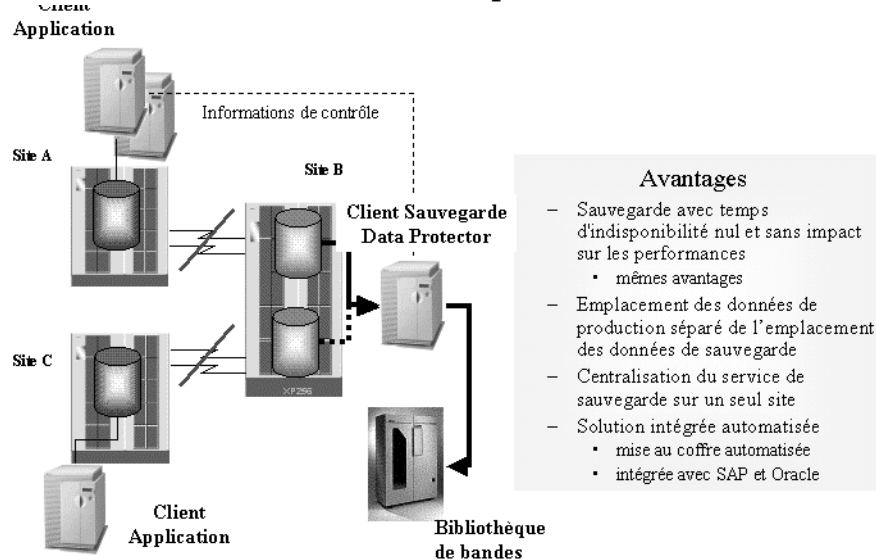 Client
Application
Informations de contrôle
Site A
Site B
Client Sauvegarde
Data Protector
Site C
XP256
Client
Application
Bibliothèque
de bandes
Avantages
– Sauvegarde avec temps
d'indisponibilité nul et sans impact
sur les performances
▪ mêmes avantages
– Emplacement des données de
production séparé de l'emplacement
des données de sauvegarde
– Centralisation du service de
sauvegarde sur un seul site
– Solution intégrée automatisée
▪ mise au coffre automatisée
▪ intégrée avec SAP et Oracle